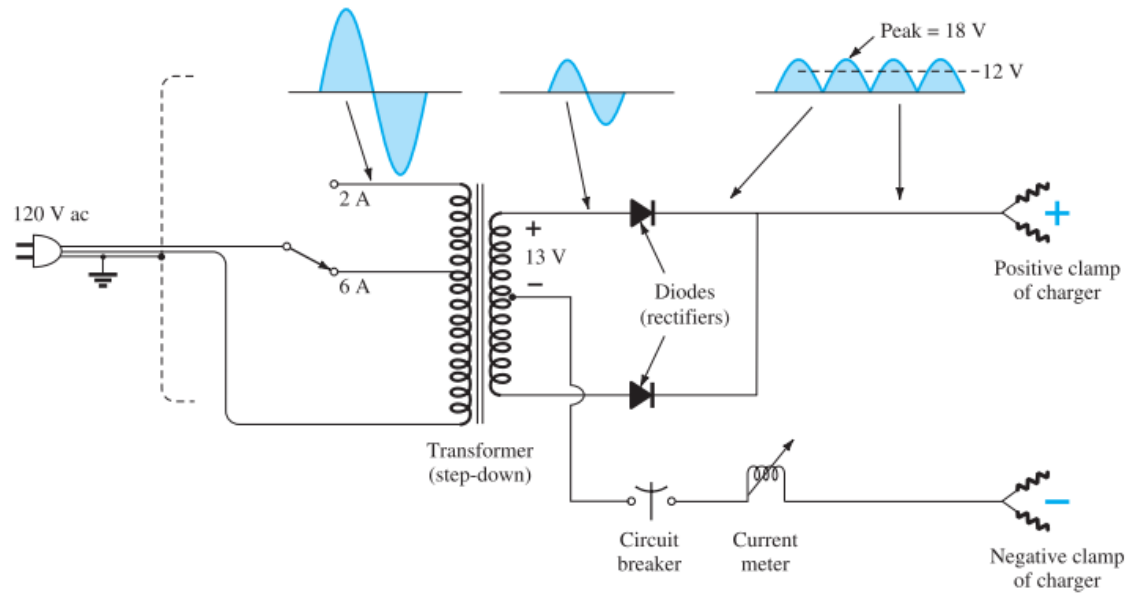 Peak = 18 V
12 V
2 A
120 V ac
+
13 V
−
6 A
+
Positive clamp
of charger
Diodes
(rectifiers)
Transformer
(step-down)
−
Circuit
breaker
Current
meter
Negative clamp
of charger